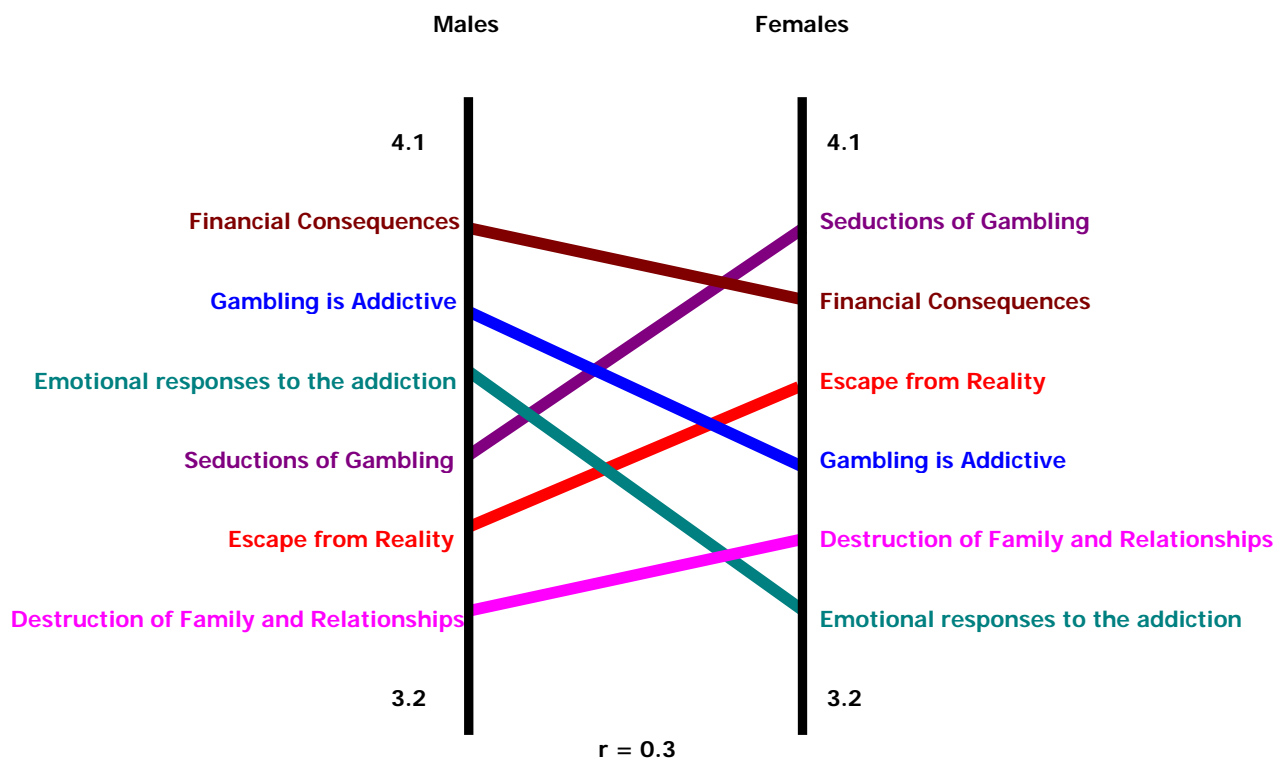 Males Females
4.1 4.1
Financial Consequences Seductions of Gambling
Gambling is Addictive Financial Consequences
Emotional responses to the addiction Escape from Reality
Seductions of Gambling Gambling is Addictive
Escape from Reality Destruction of Family and Relationships
Destruction of Family and Relationships Emotional responses to the addiction
3.2 3.2
r = 0.3